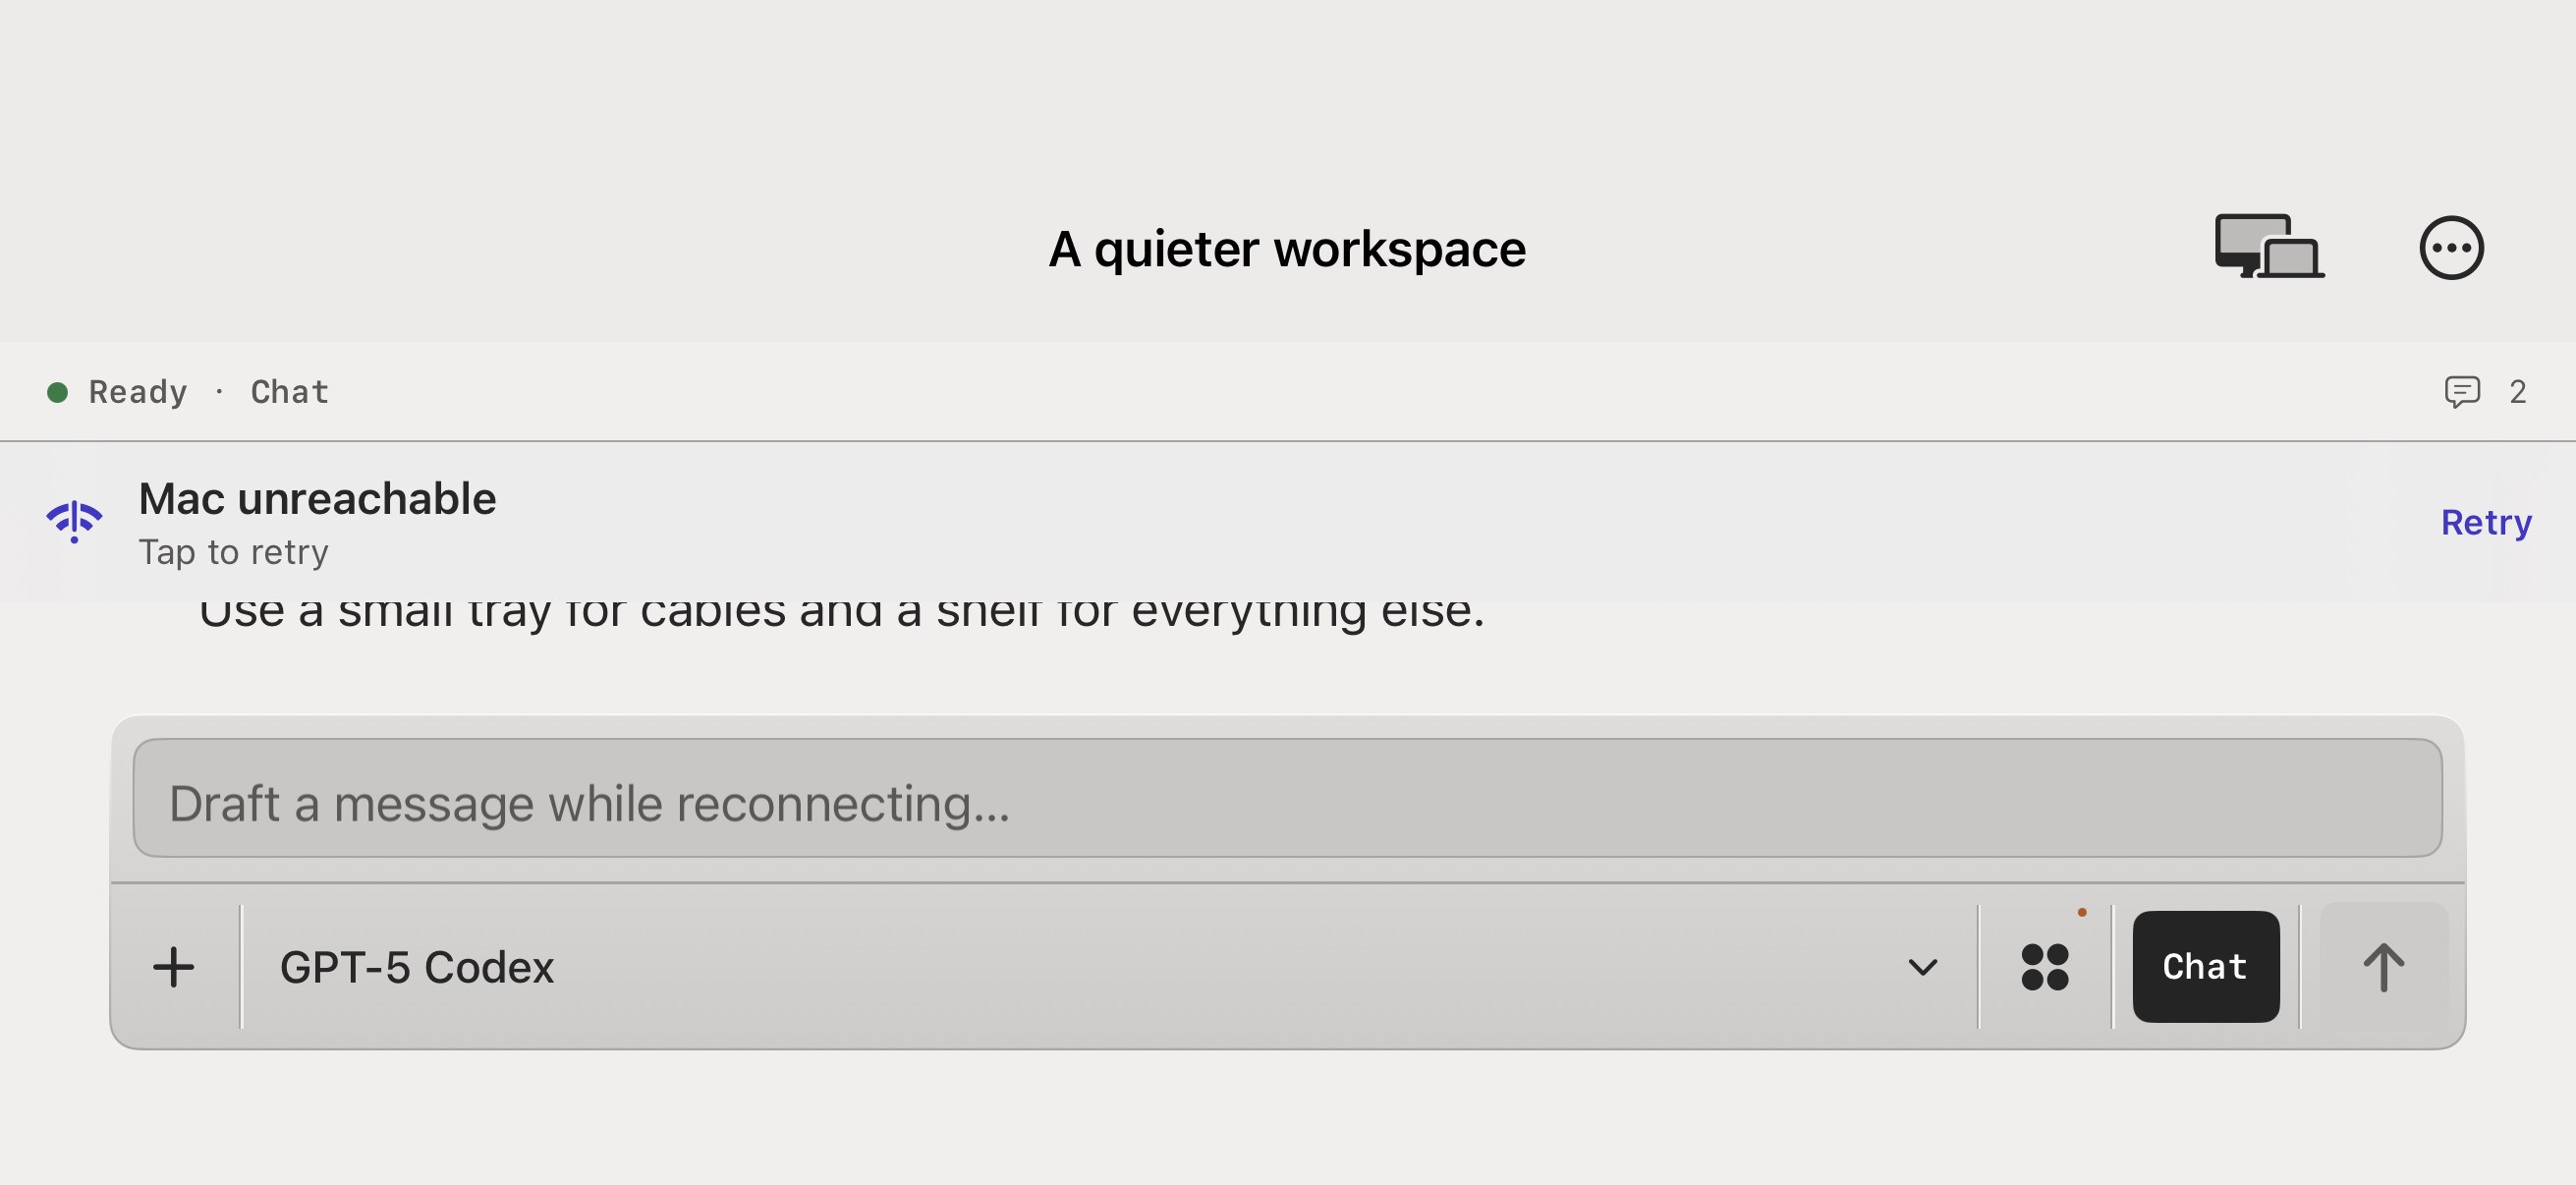 A quieter workspace
Ready · Chat
2
Mac unreachable
Tap to retry
Retry
Use a small tray for cables and a shelf for everything else.
Draft a message while reconnecting...
GPT-5 Codex
Chat